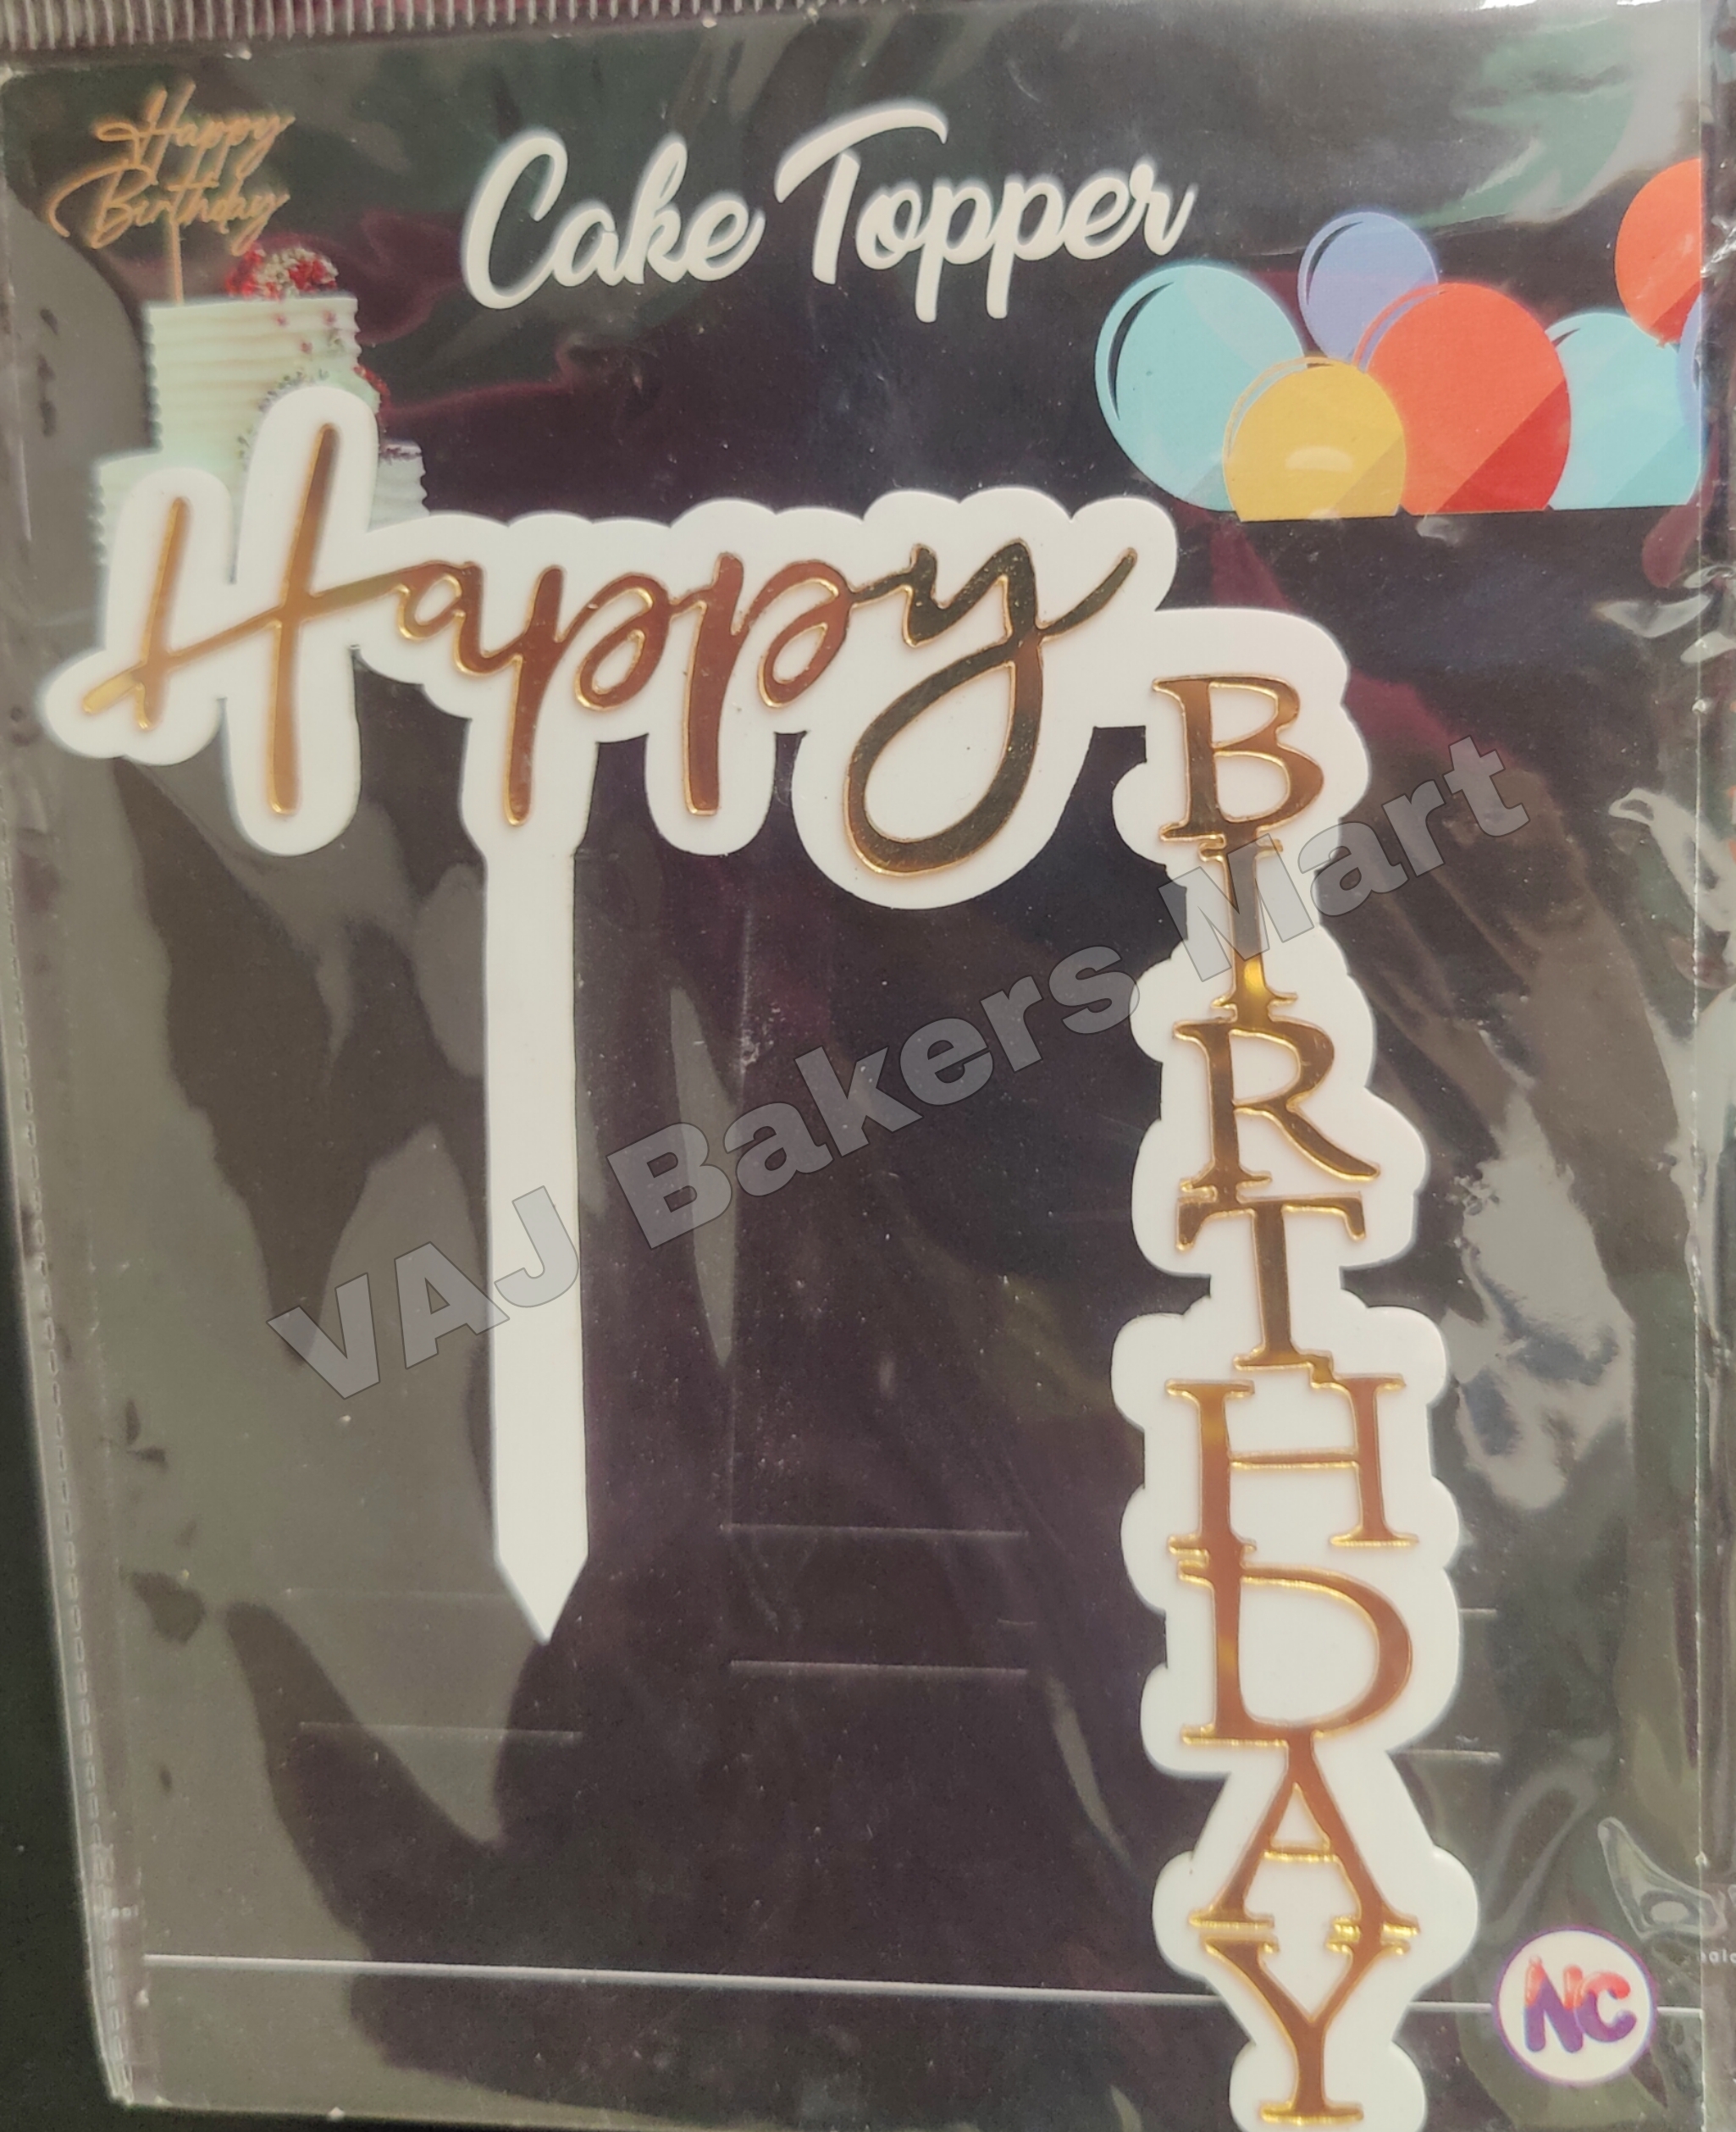 Happy
Birthday
Cake Topper
Happy
BIRTHDAY
VAJ Bakers Mart
NC